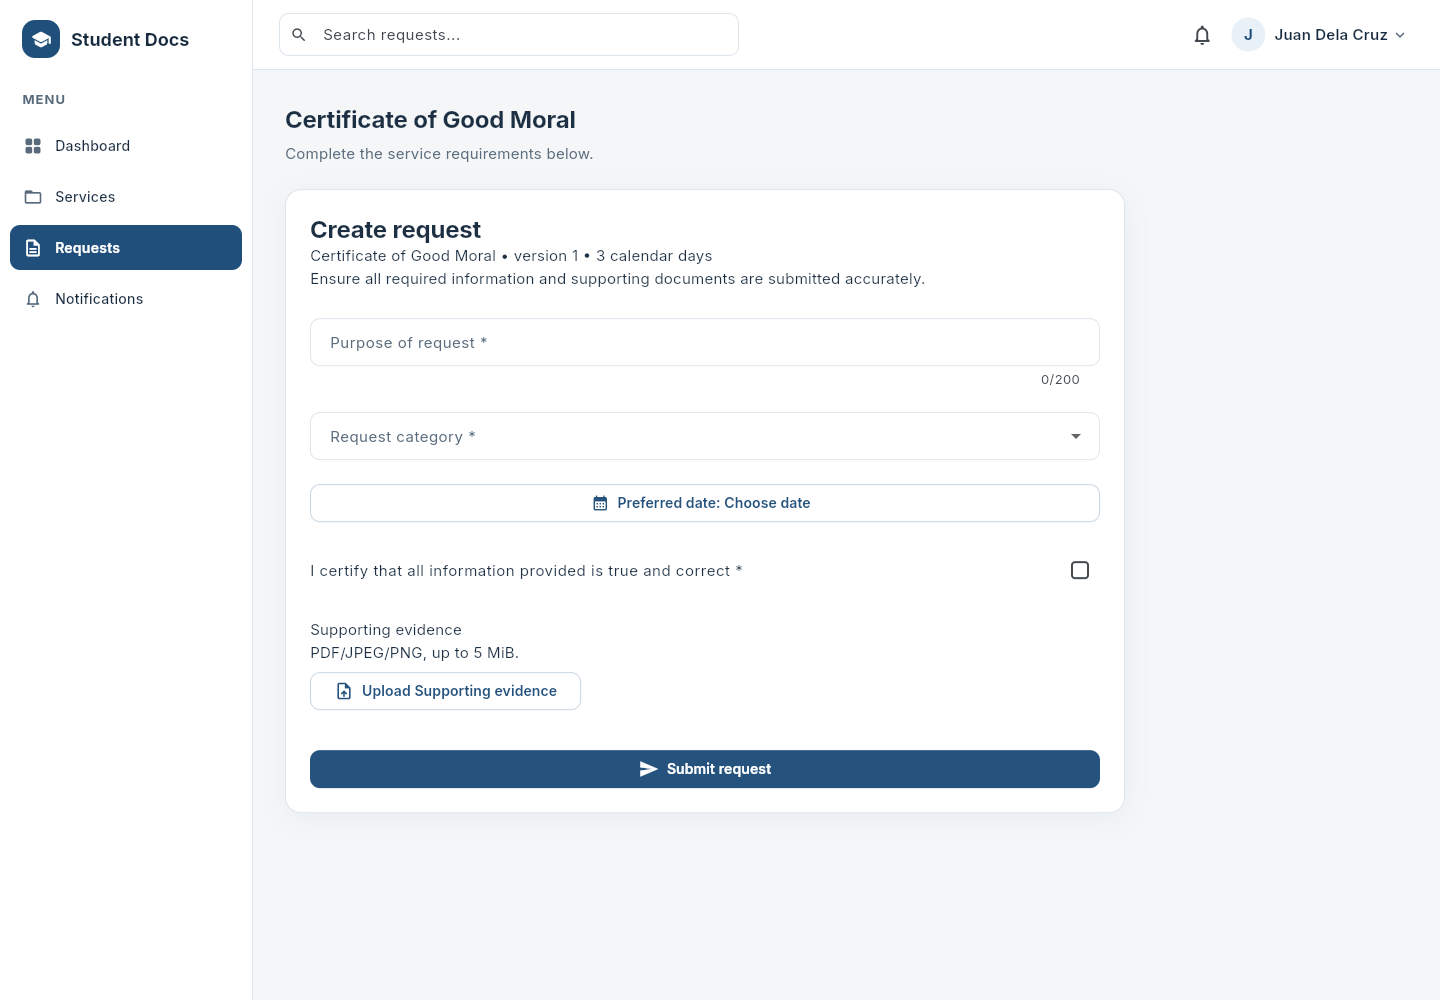 Student Docs
Search requests...
J
Juan Dela Cruz
MENU
Dashboard
Services
Requests
Notifications
Certificate of Good Moral
Complete the service requirements below.
Create request
Certificate of Good Moral • version 1 • 3 calendar days
Ensure all required information and supporting documents are submitted accurately.
Purpose of request *
0/200
Request category *
Preferred date: Choose date
I certify that all information provided is true and correct *
Supporting evidence
PDF/JPEG/PNG, up to 5 MiB.
Upload Supporting evidence
Submit request